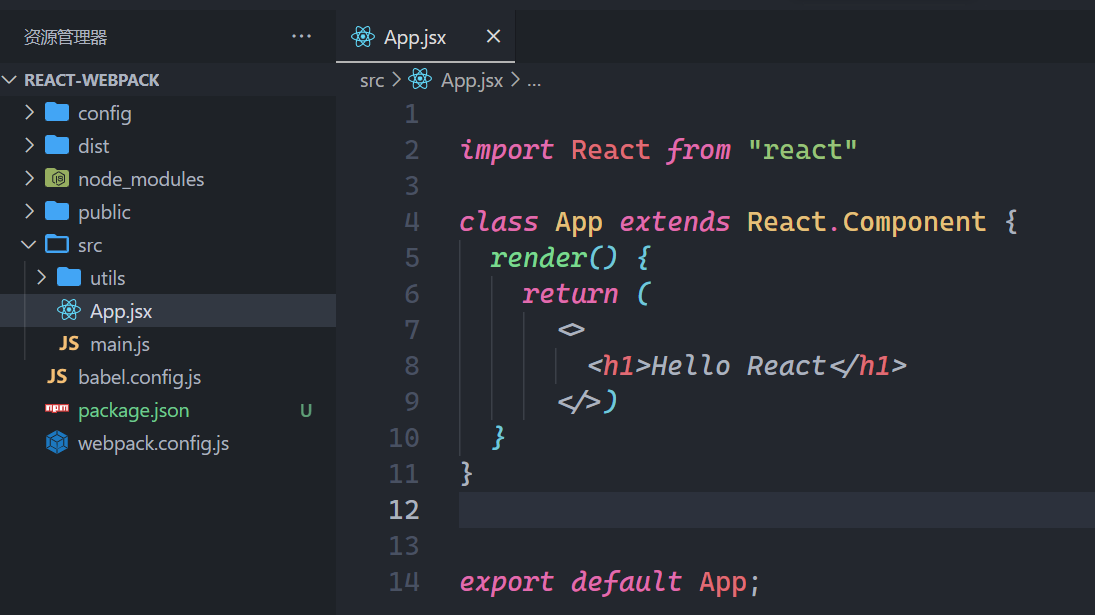 资源管理器 ···
App.jsx ×
REACT-WEBPACK
src > App.jsx > ...
config
dist
node_modules
public
src
utils
App.jsx
JS main.js
JS babel.config.js
npm package.json U
webpack.config.js
1
2 import React from "react"
3
4 class App extends React.Component {
5 render() {
6 return (
7 <>
8 <h1>Hello React</h1>
9 </>)
10 }
11 }
12
13
14 export default App;